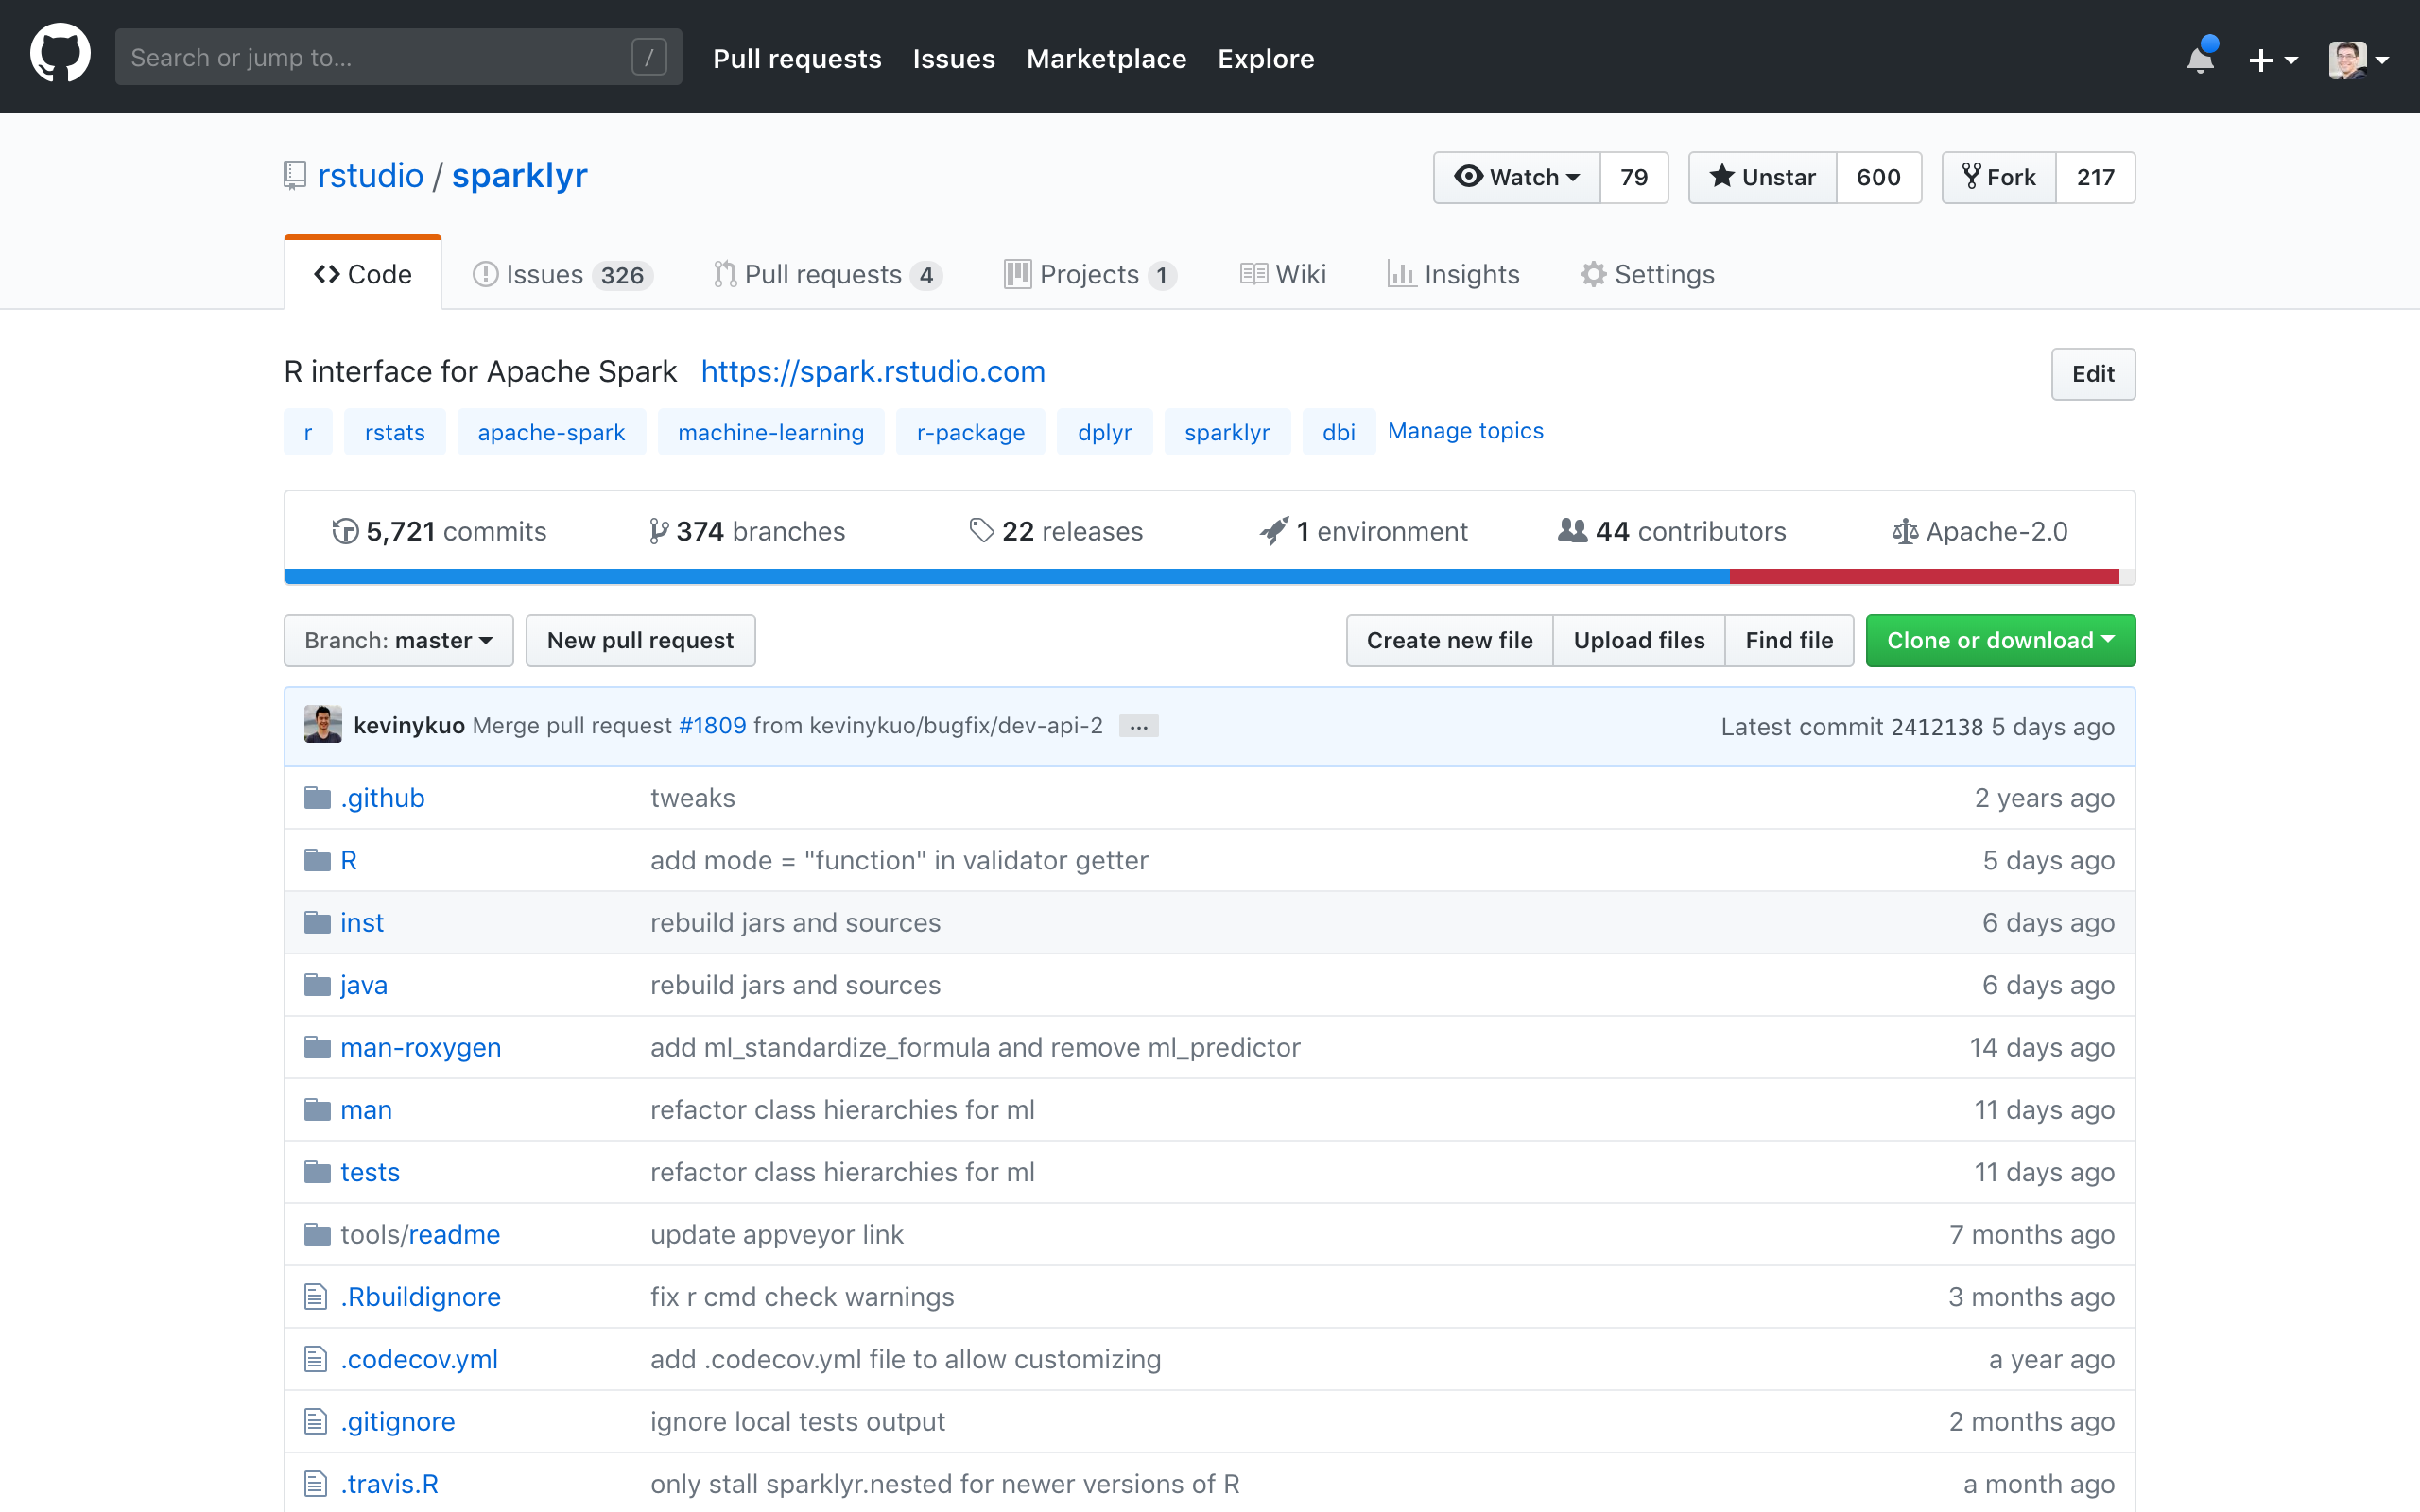 Search or jump to... / Pull requests Issues Marketplace Explore
rstudio / sparklyr Watch 79 Unstar 600 Fork 217
Code Issues 326 Pull requests 4 Projects 1 Wiki Insights Settings
R interface for Apache Spark https://spark.rstudio.com Edit
r rstats apache-spark machine-learning r-package dplyr sparklyr dbi Manage topics
5,721 commits 374 branches 22 releases 1 environment 44 contributors Apache-2.0
Branch: master New pull request Create new file Upload files Find file Clone or download
kevinykuo Merge pull request #1809 from kevinykuo/bugfix/dev-api-2 ... Latest commit 2412138 5 days ago
.github tweaks 2 years ago
R add mode = "function" in validator getter 5 days ago
inst rebuild jars and sources 6 days ago
java rebuild jars and sources 6 days ago
man-roxygen add ml_standardize_formula and remove ml_predictor 14 days ago
man refactor class hierarchies for ml 11 days ago
tests refactor class hierarchies for ml 11 days ago
tools/readme update appveyor link 7 months ago
.Rbuildignore fix r cmd check warnings 3 months ago
.codecov.yml add .codecov.yml file to allow customizing a year ago
.gitignore ignore local tests output 2 months ago
.travis.R only stall sparklyr.nested for newer versions of R a month ago